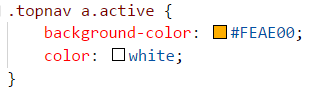 .topnav a.active {
background-color: #FEAE00;
color: white;
}